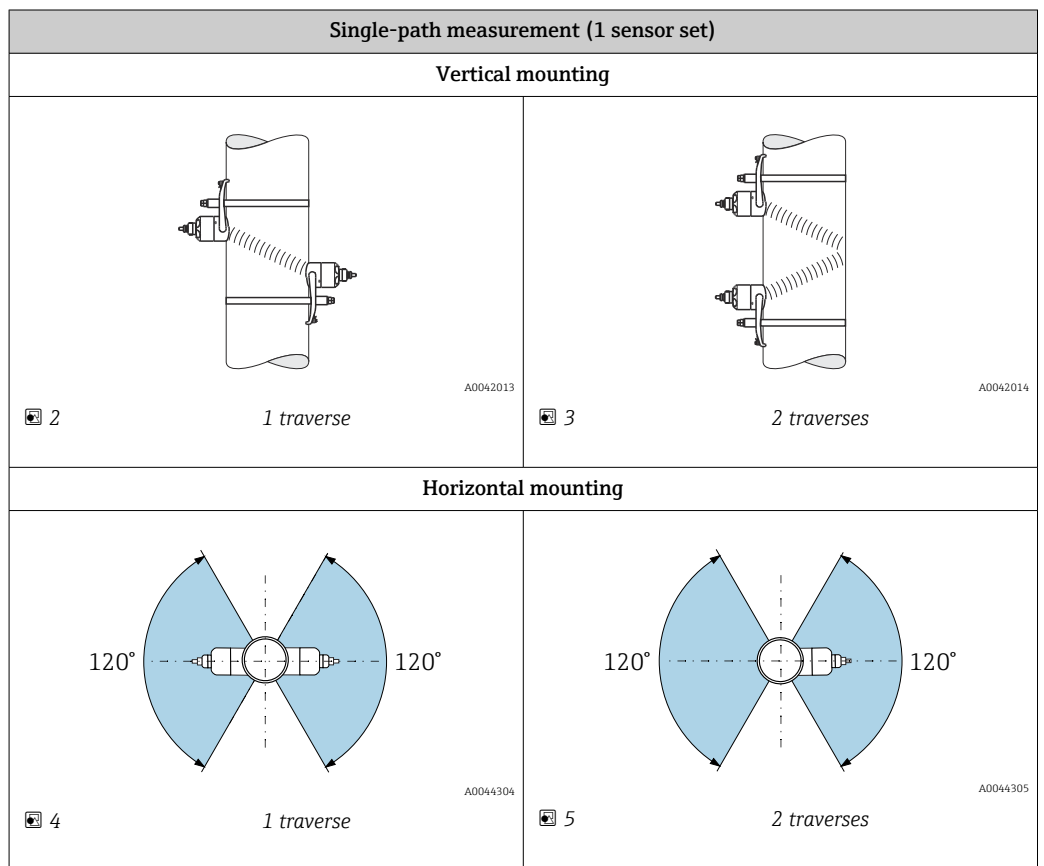 Single-path measurement (1 sensor set)
Vertical mounting
A0042013
2 1 traverse
A0042014
3 2 traverses
Horizontal mounting
120° 120°
A0044304
4 1 traverse
120° 120°
A0044305
5 2 traverses